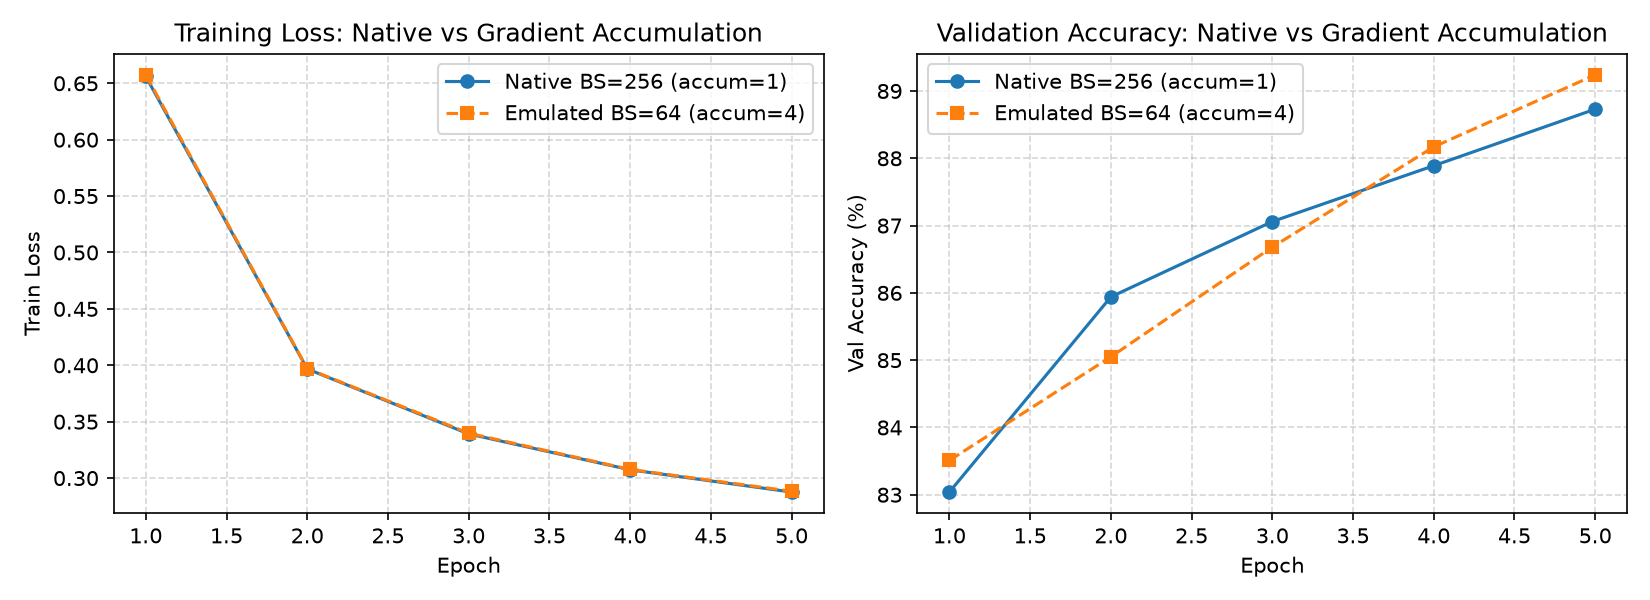 Training Loss: Native vs Gradient Accumulation
Native BS=256 (accum=1)
Emulated BS=64 (accum=4)
Train Loss
0.65
0.60
0.55
0.50
0.45
0.40
0.35
0.30
1.0 1.5 2.0 2.5 3.0 3.5 4.0 4.5 5.0
Epoch
Validation Accuracy: Native vs Gradient Accumulation
Native BS=256 (accum=1)
Emulated BS=64 (accum=4)
Val Accuracy (%)
89
88
87
86
85
84
83
1.0 1.5 2.0 2.5 3.0 3.5 4.0 4.5 5.0
Epoch